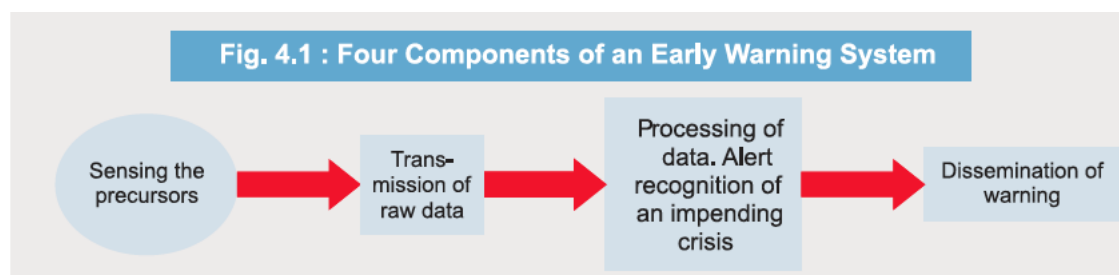 Fig. 4.1 : Four Components of an Early Warning System
Sensing the
precursors
Trans-
mission of
raw data
Processing of
data. Alert
recognition of
an impending
crisis
Dissemination of
warning